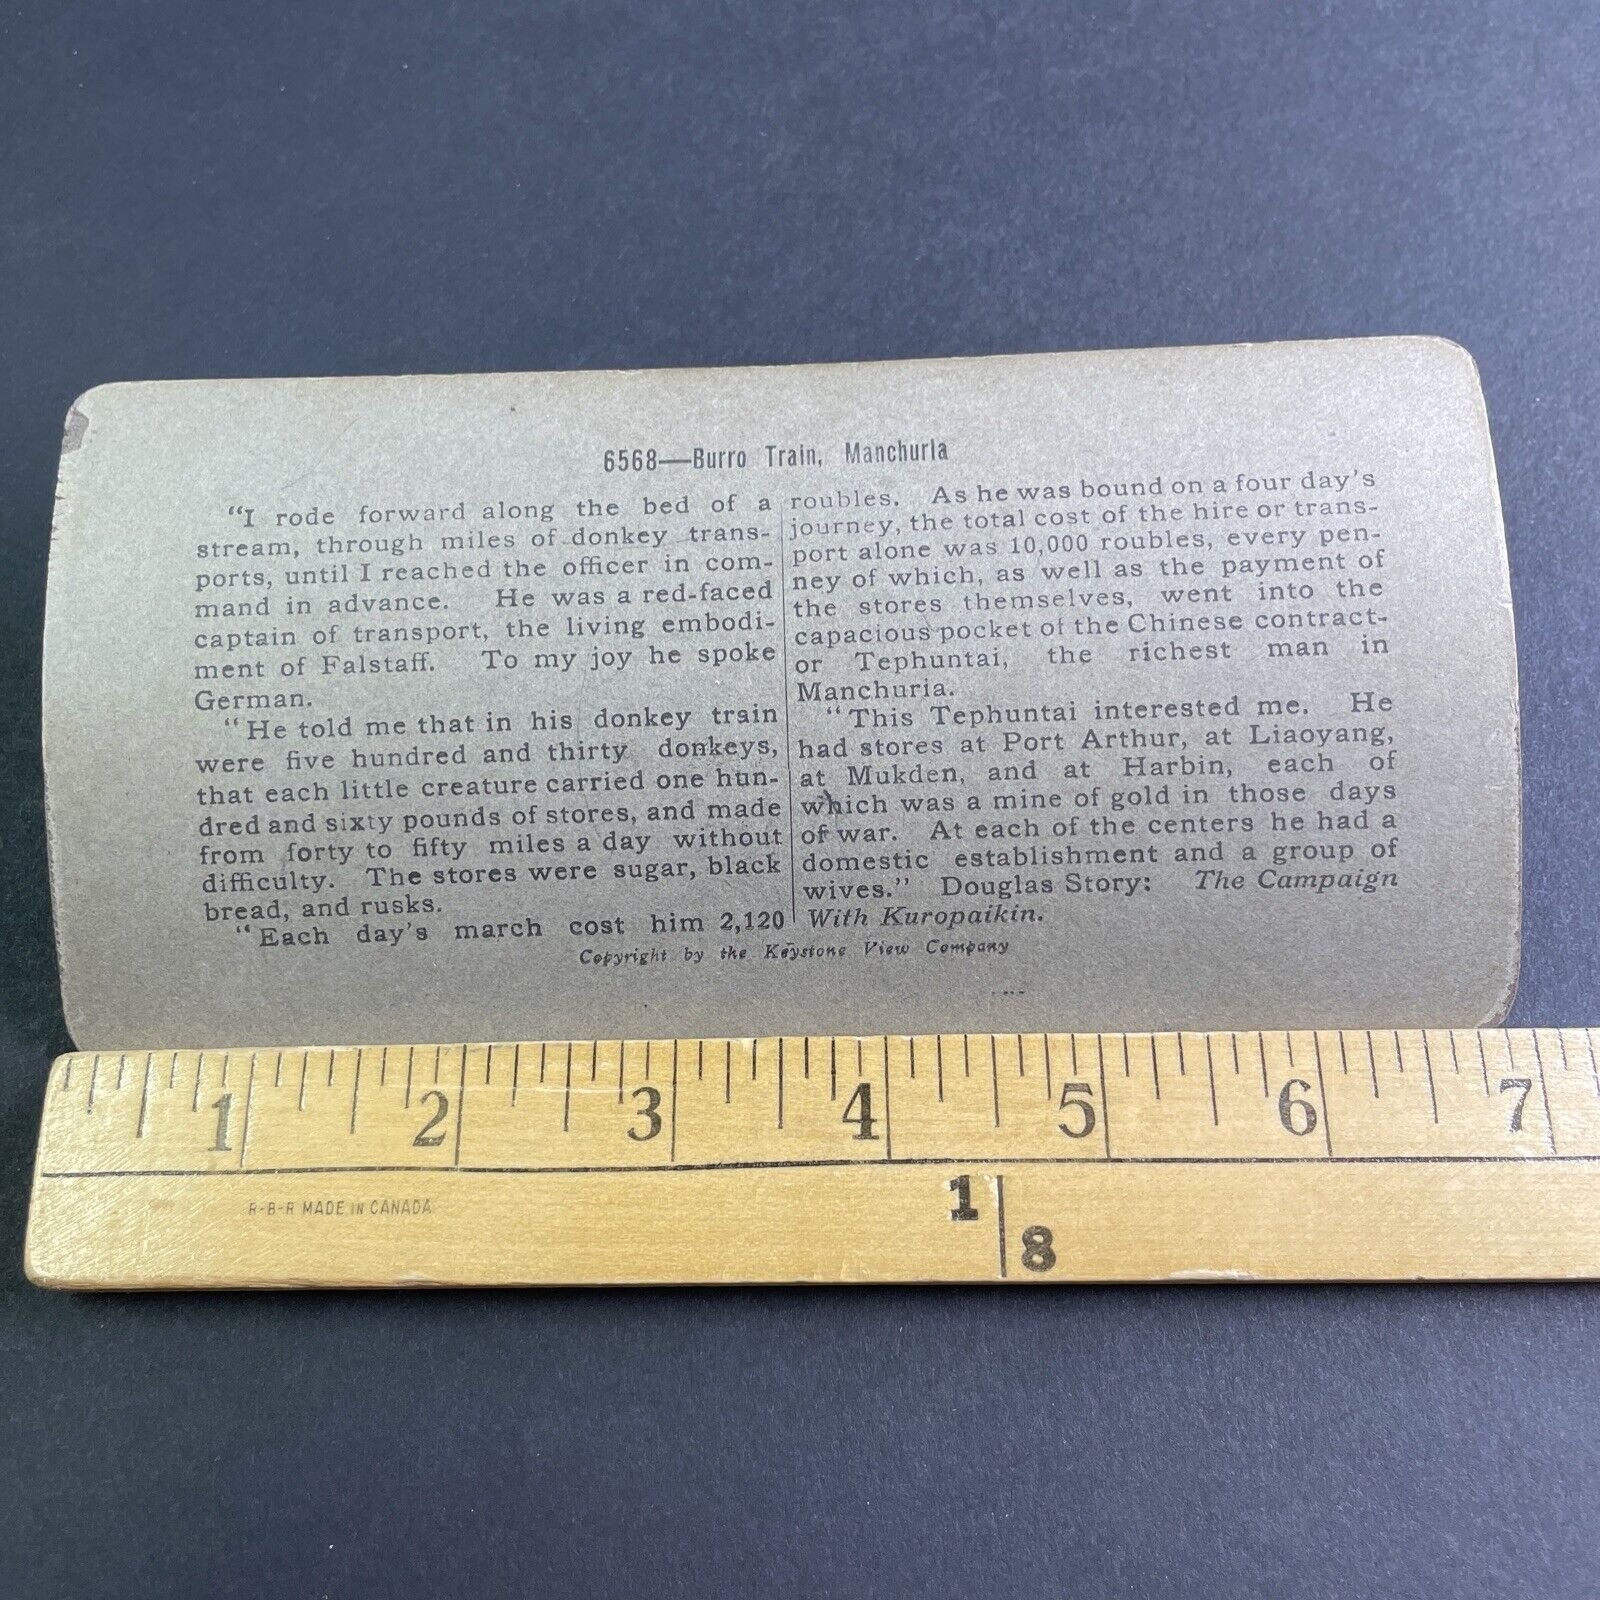 6568—Burro Train, Manchuria
"I rode forward along the bed of a
stream, through miles of donkey trans-
ports, until I reached the officer in com-
mand in advance. He was a red-faced
captain of transport, the living embodi-
ment of Falstaff. To my joy he spoke
German.
"He told me that in his donkey train
were five hundred and thirty donkeys,
that each little creature carried one hun-
dred and sixty pounds of stores, and made
from forty to fifty miles a day without
difficulty. The stores were sugar, black
bread, and rusks.
"Each day's march cost him 2,120
roubles. As he was bound on a four day's
journey, the total cost of the hire or trans-
port alone was 10,000 roubles, every pen-
ney of which, as well as the payment of
the stores themselves, went into the
capacious pocket of the Chinese contract-
or Tephuntai, the richest man in
Manchuria.
"This Tephuntai interested me. He
had stores at Port Arthur, at Liaoyang,
at Mukden, and at Harbin, each of
which was a mine of gold in those days
of war. At each of the centers he had a
domestic establishment and a group of
wives." Douglas Story: The Campaign
With Kuropaikin.
Copyright by the Keystone View Company
1 2 3 4 5 6 7
R-B-R MADE IN CANADA
1
8